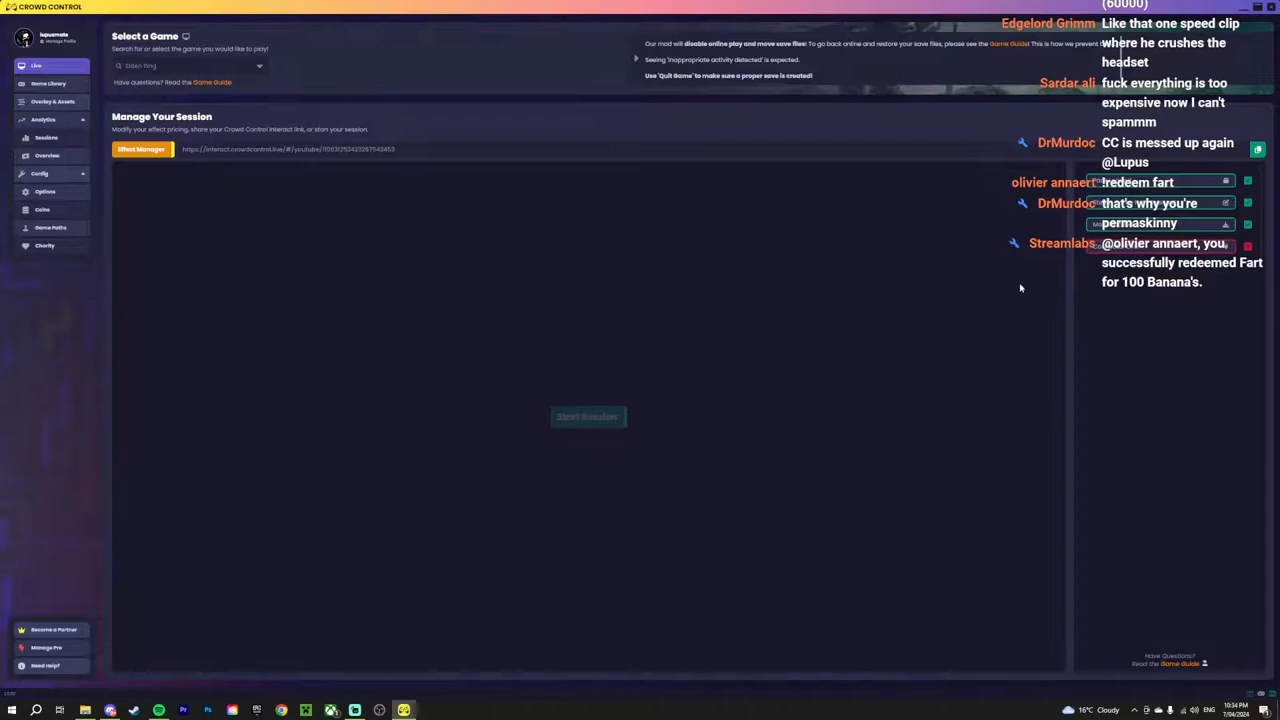 CROWD CONTROL
lupusmate
Manage Profile
Live
Game Library
Overlay & Assets
Analytics
Sessions
Overview
Config
Options
Coins
Game Paths
Charity
Become a Partner
Manage Pro
Need Help?
Select a Game
Search for or select the game you would like to play!
Elden Ring
Have questions? Read the Game Guide
Our mod will disable online play and move save files! To go back online and restore your save files, please see the Game Guide! This is how we prevent
Seeing 'inappropriate activity detected' is expected.
Use 'Quit Game' to make sure a proper save is created!
Manage Your Session
Modify your effect pricing, share your Crowd Control interact link, or start your session.
Effect Manager
Start Session
(60000)
Edgelord Grimm Like that one speed clip
where he crushes the
headset
Sardar ali fuck everything is too
expensive now I can't
spammm
DrMurdoc CC is messed up again
@Lupus
olivier annaert !redeem fart
DrMurdoc that's why you're
permaskinny
Streamlabs @olivier annaert, you
successfully redeemed Fart
for 100 Banana's.
Have Questions?
Read the Game Guide
16°C Cloudy
ENG
10:34 PM
7/04/2024